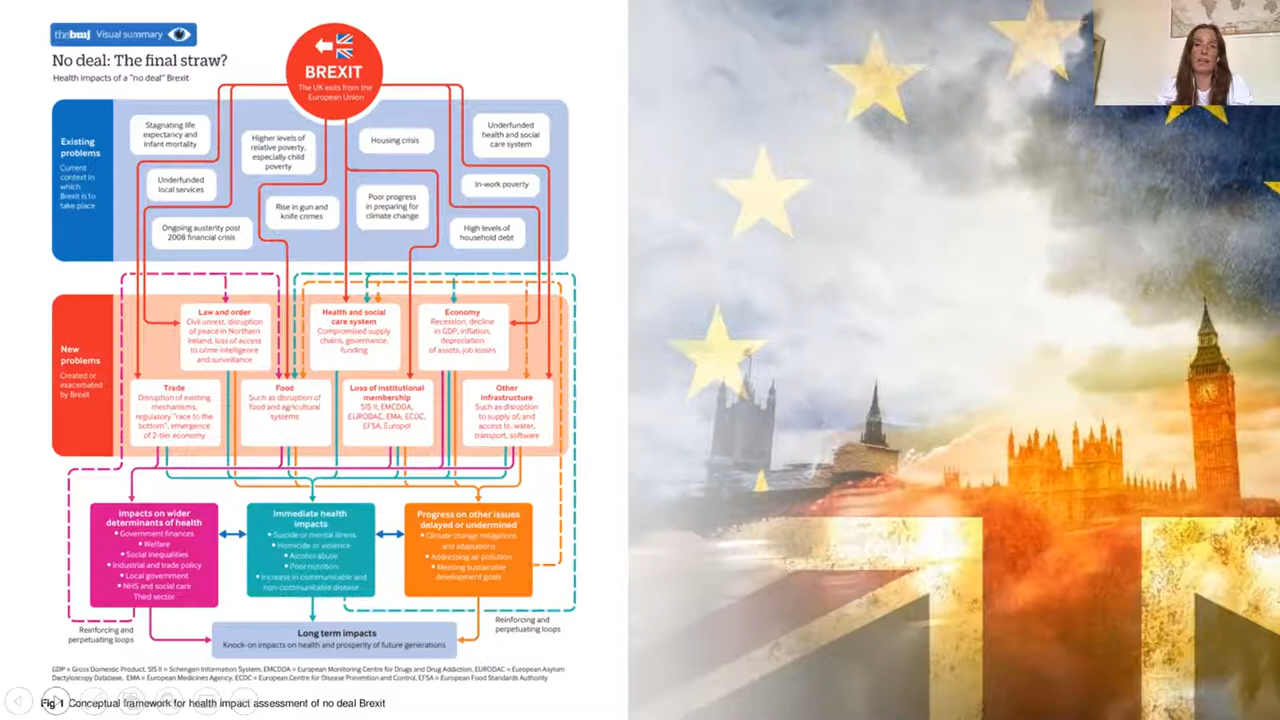 thebmj Visual summary
No deal: The final straw?
Health impacts of a "no deal" Brexit
BREXIT
The UK exits from the
European Union
Existing
problems
Current
context in
which
Brexit is to
take place
Stagnating life
expectancy and
infant mortality
Higher levels of
relative poverty,
especially child
poverty
Housing crisis
Underfunded
health and social
care system
Underfunded
local services
In-work poverty
Rise in gun and
knife crimes
Poor progress
in preparing for
climate change
Ongoing austerity post
2008 financial crisis
High levels of
household debt
New
problems
Created or
exacerbated
by Brexit
Law and order
Civil unrest, disruption
of peace in Northern
Ireland, loss of access
to crime intelligence
and surveillance
Health and social
care system
Compromised supply
chains, governance,
funding
Economy
Recession, decline
in GDP, inflation,
depreciation
of assets, job losses
Trade
Disruption of existing
mechanisms,
regulatory "race to the
bottom", emergence
of 2-tier economy
Food
Such as disruption of
food and agricultural
systems
Loss of institutional
membership
SIS II, EMCDDA,
EURODAC, EMA, ECDC,
EFSA, Europol
Other
infrastructure
Such as disruption
to supply of, and
access to, water,
transport, software
Impacts on wider
determinants of health
• Government finances
• Welfare
• Social inequalities
• Industrial and trade policy
• Local government
• NHS and social care
Third sector
Immediate health
impacts
• Suicide or mental illness
• Homicide or violence
• Alcohol abuse
• Poor nutrition
• Increase in communicable and
non-communicable disease
Progress on other issues
delayed or undermined
• Climate change mitigations
and adaptations
• Addressing air pollution
• Meeting sustainable
development goals
Reinforcing and
perpetuating loops
Reinforcing and
perpetuating loops
Long term impacts
Knock-on impacts on health and prosperity of future generations
GDP = Gross Domestic Product, SIS II = Schengen Information System, EMCDDA = European Monitoring Centre for Drugs and Drug Addiction, EURODAC = European Asylum
Dactyloscopy Database, EMA = European Medicines Agency, ECDC = European Centre for Disease Prevention and Control, EFSA = European Food Standards Authority
Fig 1 Conceptual framework for health impact assessment of no deal Brexit